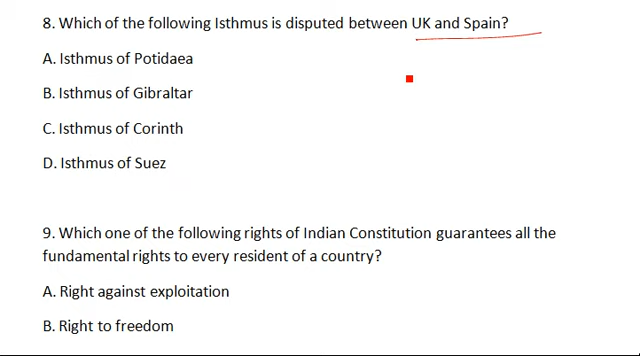 8. Which of the following Isthmus is disputed between UK and Spain?
A. Isthmus of Potidaea
B. Isthmus of Gibraltar
C. Isthmus of Corinth
D. Isthmus of Suez
9. Which one of the following rights of Indian Constitution guarantees all the
fundamental rights to every resident of a country?
A. Right against exploitation
B. Right to freedom